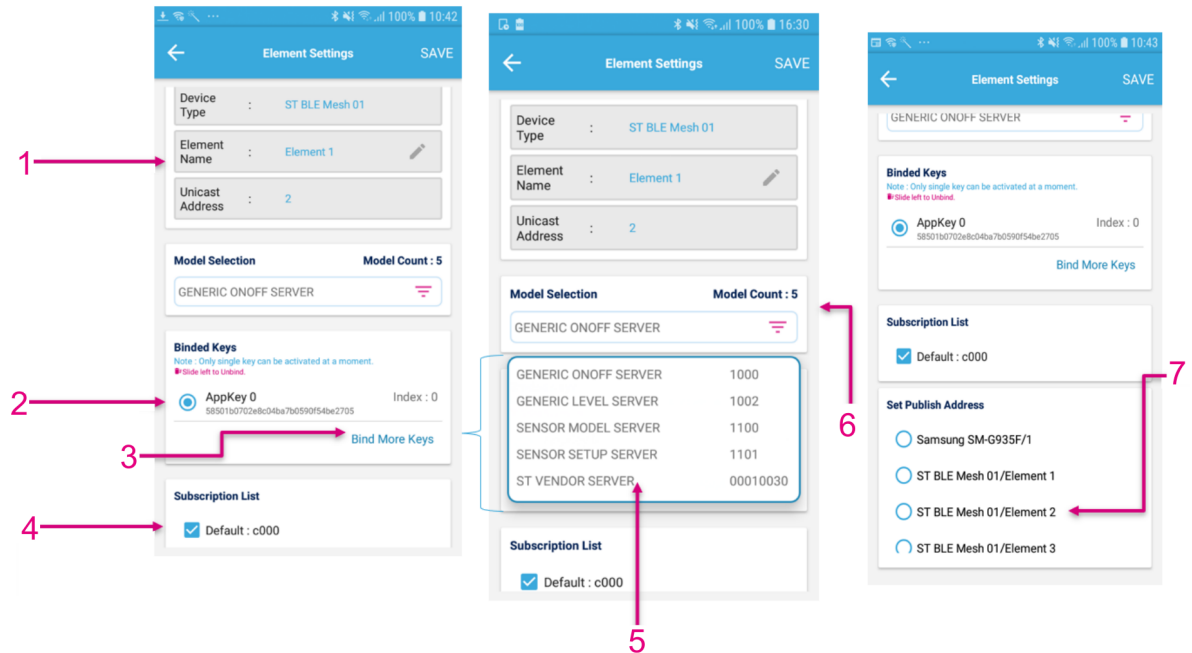 100% 10:42
Element Settings
SAVE
Device Type : ST BLE Mesh 01
Element Name : Element 1
Unicast Address : 2
Model Selection
Model Count : 5
GENERIC ONOFF SERVER
Binded Keys
Note : Only single key can be activated at a moment.
Slide left to Unbind.
AppKey 0
Index : 0
58501b0702e8c04ba7b0590f54be2705
Bind More Keys
Subscription List
Default : c000
1
2
3
4
100% 16:30
Element Settings
SAVE
Device Type : ST BLE Mesh 01
Element Name : Element 1
Unicast Address : 2
Model Selection
Model Count : 5
GENERIC ONOFF SERVER
GENERIC ONOFF SERVER 1000
GENERIC LEVEL SERVER 1002
SENSOR MODEL SERVER 1100
SENSOR SETUP SERVER 1101
ST VENDOR SERVER 00010030
Subscription List
Default : c000
5
6
100% 10:43
Element Settings
SAVE
GENERIC ONOFF SERVER
Binded Keys
Note : Only single key can be activated at a moment.
Slide left to Unbind.
AppKey 0
Index : 0
58501b0702e8c04ba7b0590f54be2705
Bind More Keys
Subscription List
Default : c000
Set Publish Address
Samsung SM-G935F/1
ST BLE Mesh 01/Element 1
ST BLE Mesh 01/Element 2
ST BLE Mesh 01/Element 3
7